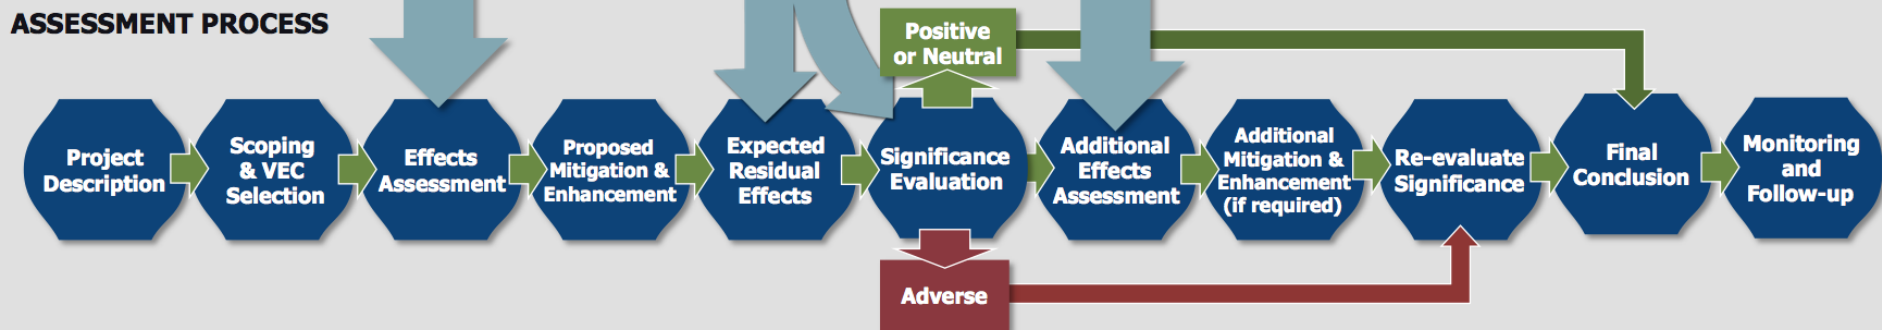 ASSESSMENT PROCESS
Positive
or Neutral
Project
Description
Scoping
& VEC
Selection
Effects
Assessment
Proposed
Mitigation &
Enhancement
Expected
Residual
Effects
Significance
Evaluation
Additional
Effects
Assessment
Additional
Mitigation &
Enhancement
(if required)
Re-evaluate
Significance
Final
Conclusion
Monitoring
and
Follow-up
Adverse